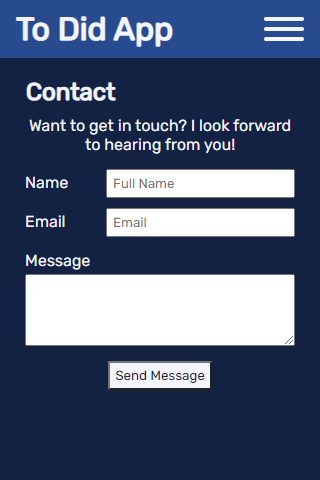 To Did App
Contact
Want to get in touch? I look forward
to hearing from you!
Name
Full Name
Email
Email
Message
Send Message